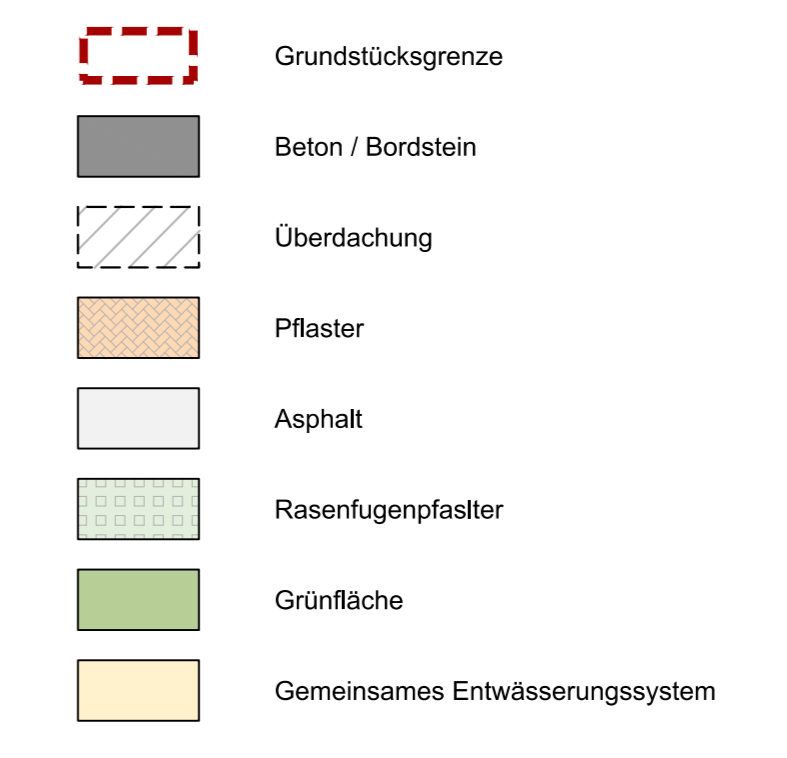 Grundstücksgrenze
Beton / Bordstein
Überdachung
Pflaster
Asphalt
Rasenfugenpfaslter
Grünfläche
Gemeinsames Entwässerungssystem